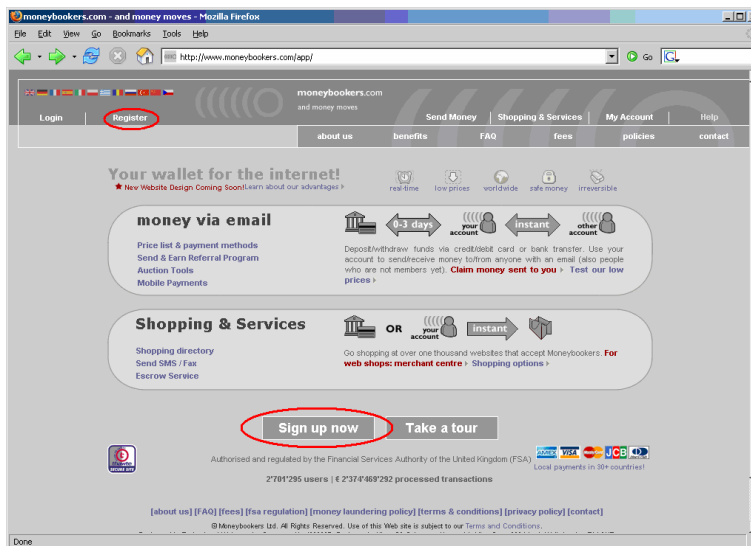 moneybookers.com - and money moves - Mozilla Firefox
File Edit View Go Bookmarks Tools Help
http://www.moneybookers.com/app/
Go
G
moneybookers.com
and money moves
Login Register Send Money Shopping & Services My Account Help
about us benefits FAQ fees policies contact
Your wallet for the internet!
New Website Design Coming Soon! Learn about our advantages
real-time low prices worldwide safe money irreversible
money via email
0-3 days your account instant other account
Price list & payment methods
Send & Earn Referral Program
Auction Tools
Mobile Payments
Deposit/withdraw funds via credit/debit card or bank transfer. Use your
account to send/receive money to/from anyone with an email (also people
who are not members yet). Claim money sent to you Test our low
prices
Shopping & Services
OR your account instant
Shopping directory
Send SMS / Fax
Escrow Service
Go shopping at over one thousand websites that accept Moneybookers. For
web shops: merchant centre Shopping options
Sign up now Take a tour
SECURE SITE
Authorised and regulated by the Financial Services Authority of the United Kingdom (FSA)
AMEX VISA JCB
Local payments in 30+ countries!
2'701'295 users | € 2'374'469'292 processed transactions
[about us] [FAQ] [fees] [fsa regulation] [money laundering policy] [terms & conditions] [privacy policy] [contact]
© Moneybookers Ltd. All Rights Reserved. Use of this Web site is subject to our Terms and Conditions.
Done